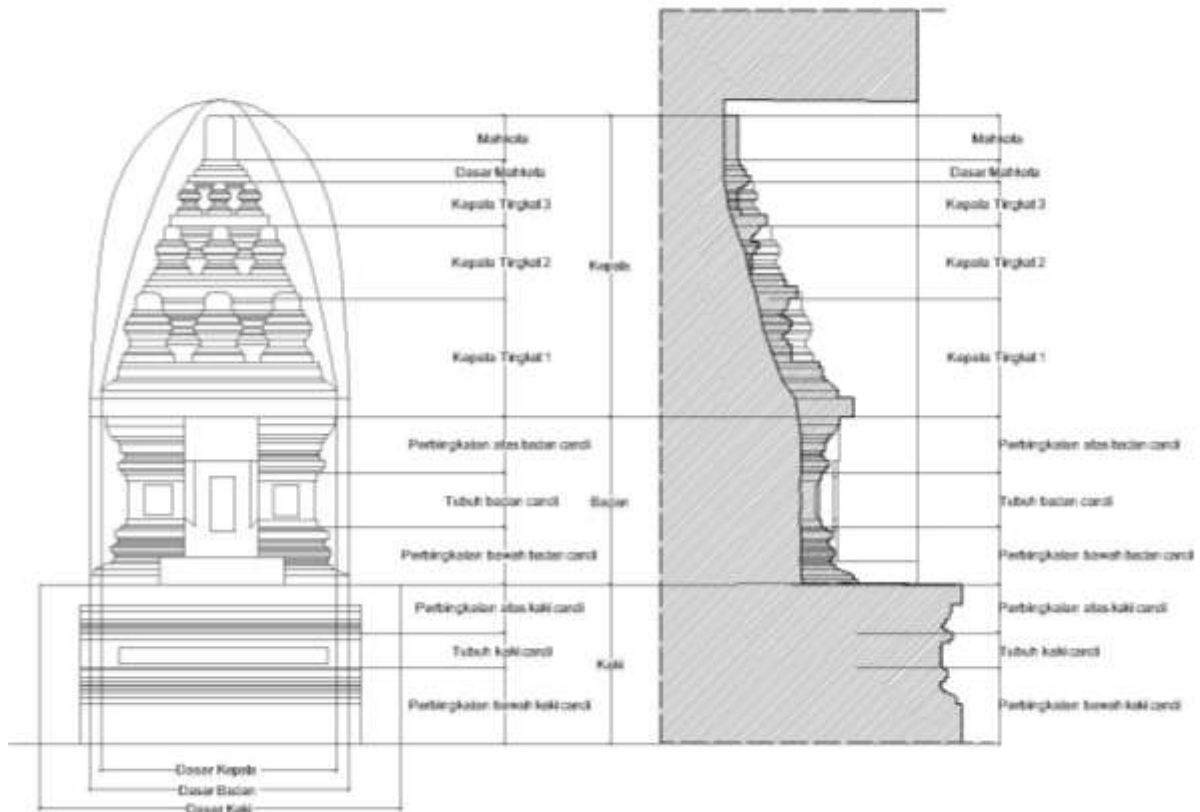 Mahkota
Dasar Mahkota
Kepala Tingkat 3
Kepala Tingkat 2
Kepala
Kepala Tingkat 1
Perbingkaian atas badan candi
Tubuh badan candi
Badan
Perbingkaian bawah badan candi
Perbingkaian atas kaki candi
Tubuh kaki candi
Kaki
Perbingkaian bawah kaki candi
Dasar Kepala
Dasar Badan
Dasar Kaki
Mahkota
Dasar Mahkota
Kepala Tingkat 3
Kepala Tingkat 2
Kepala Tingkat 1
Perbingkaian atas badan candi
Tubuh badan candi
Perbingkaian bawah badan candi
Perbingkaian atas kaki candi
Tubuh kaki candi
Perbingkaian bawah kaki candi